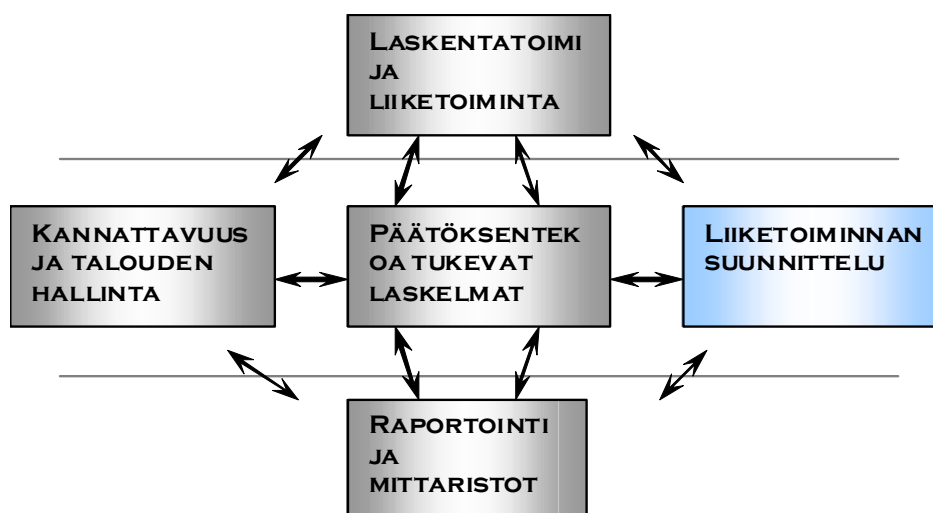 LASKENTATOIMI
JA
LIIKETOIMINTA
KANNATTAVUUS
JA TALOUDEN
HALLINTA
PÄÄTÖKSENTEK
OA TUKEVAT
LASKELMAT
LIIKETOIMINNAN
SUUNNITTELU
RAPORTOINTI
JA
MITTARISTOT